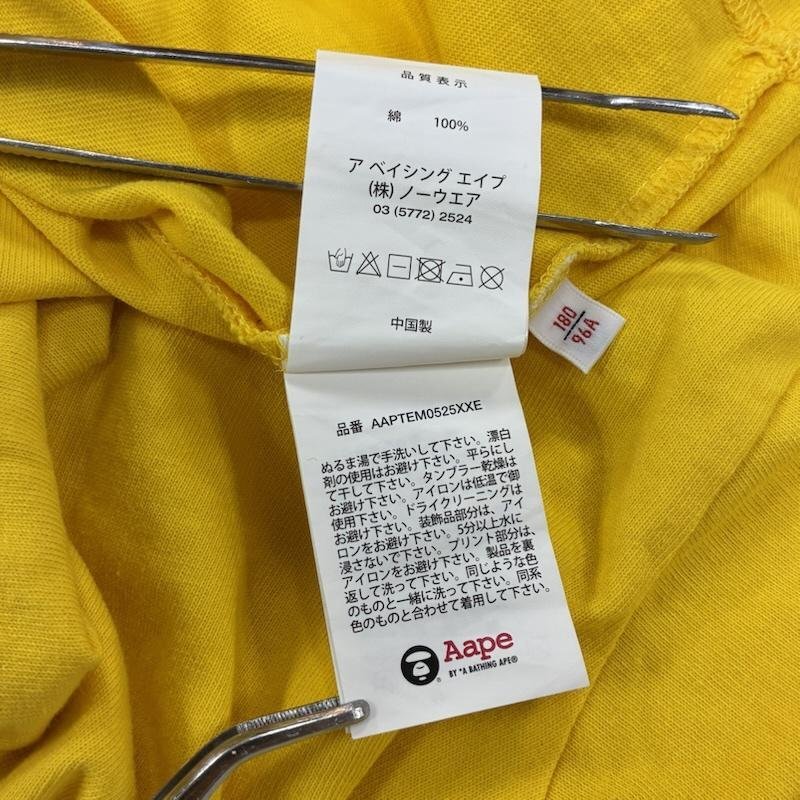 品質表示
綿 100%
ア ベイシング エイプ
(株) ノーウエア
03 (5772) 2524
中国製
180
96A
品番 AAPTEM0525XXE
ぬるま湯で手洗いして下さい。漂白
剤の使用はお避け下さい。平らにし
て干して下さい。タンブラー乾燥は
お避け下さい。アイロンは低温で御
使用下さい。ドライクリーニングは
お避け下さい。装飾品部分は、アイ
ロンをお避け下さい。5分以上水に
浸さないで下さい。プリント部分は、
アイロンをお避け下さい。製品を裏
返して洗って下さい。同じような色
のものと一緒に洗って下さい。同系
色のものと合わせて着用して下さい。
Aape
BY *A BATHING APE®